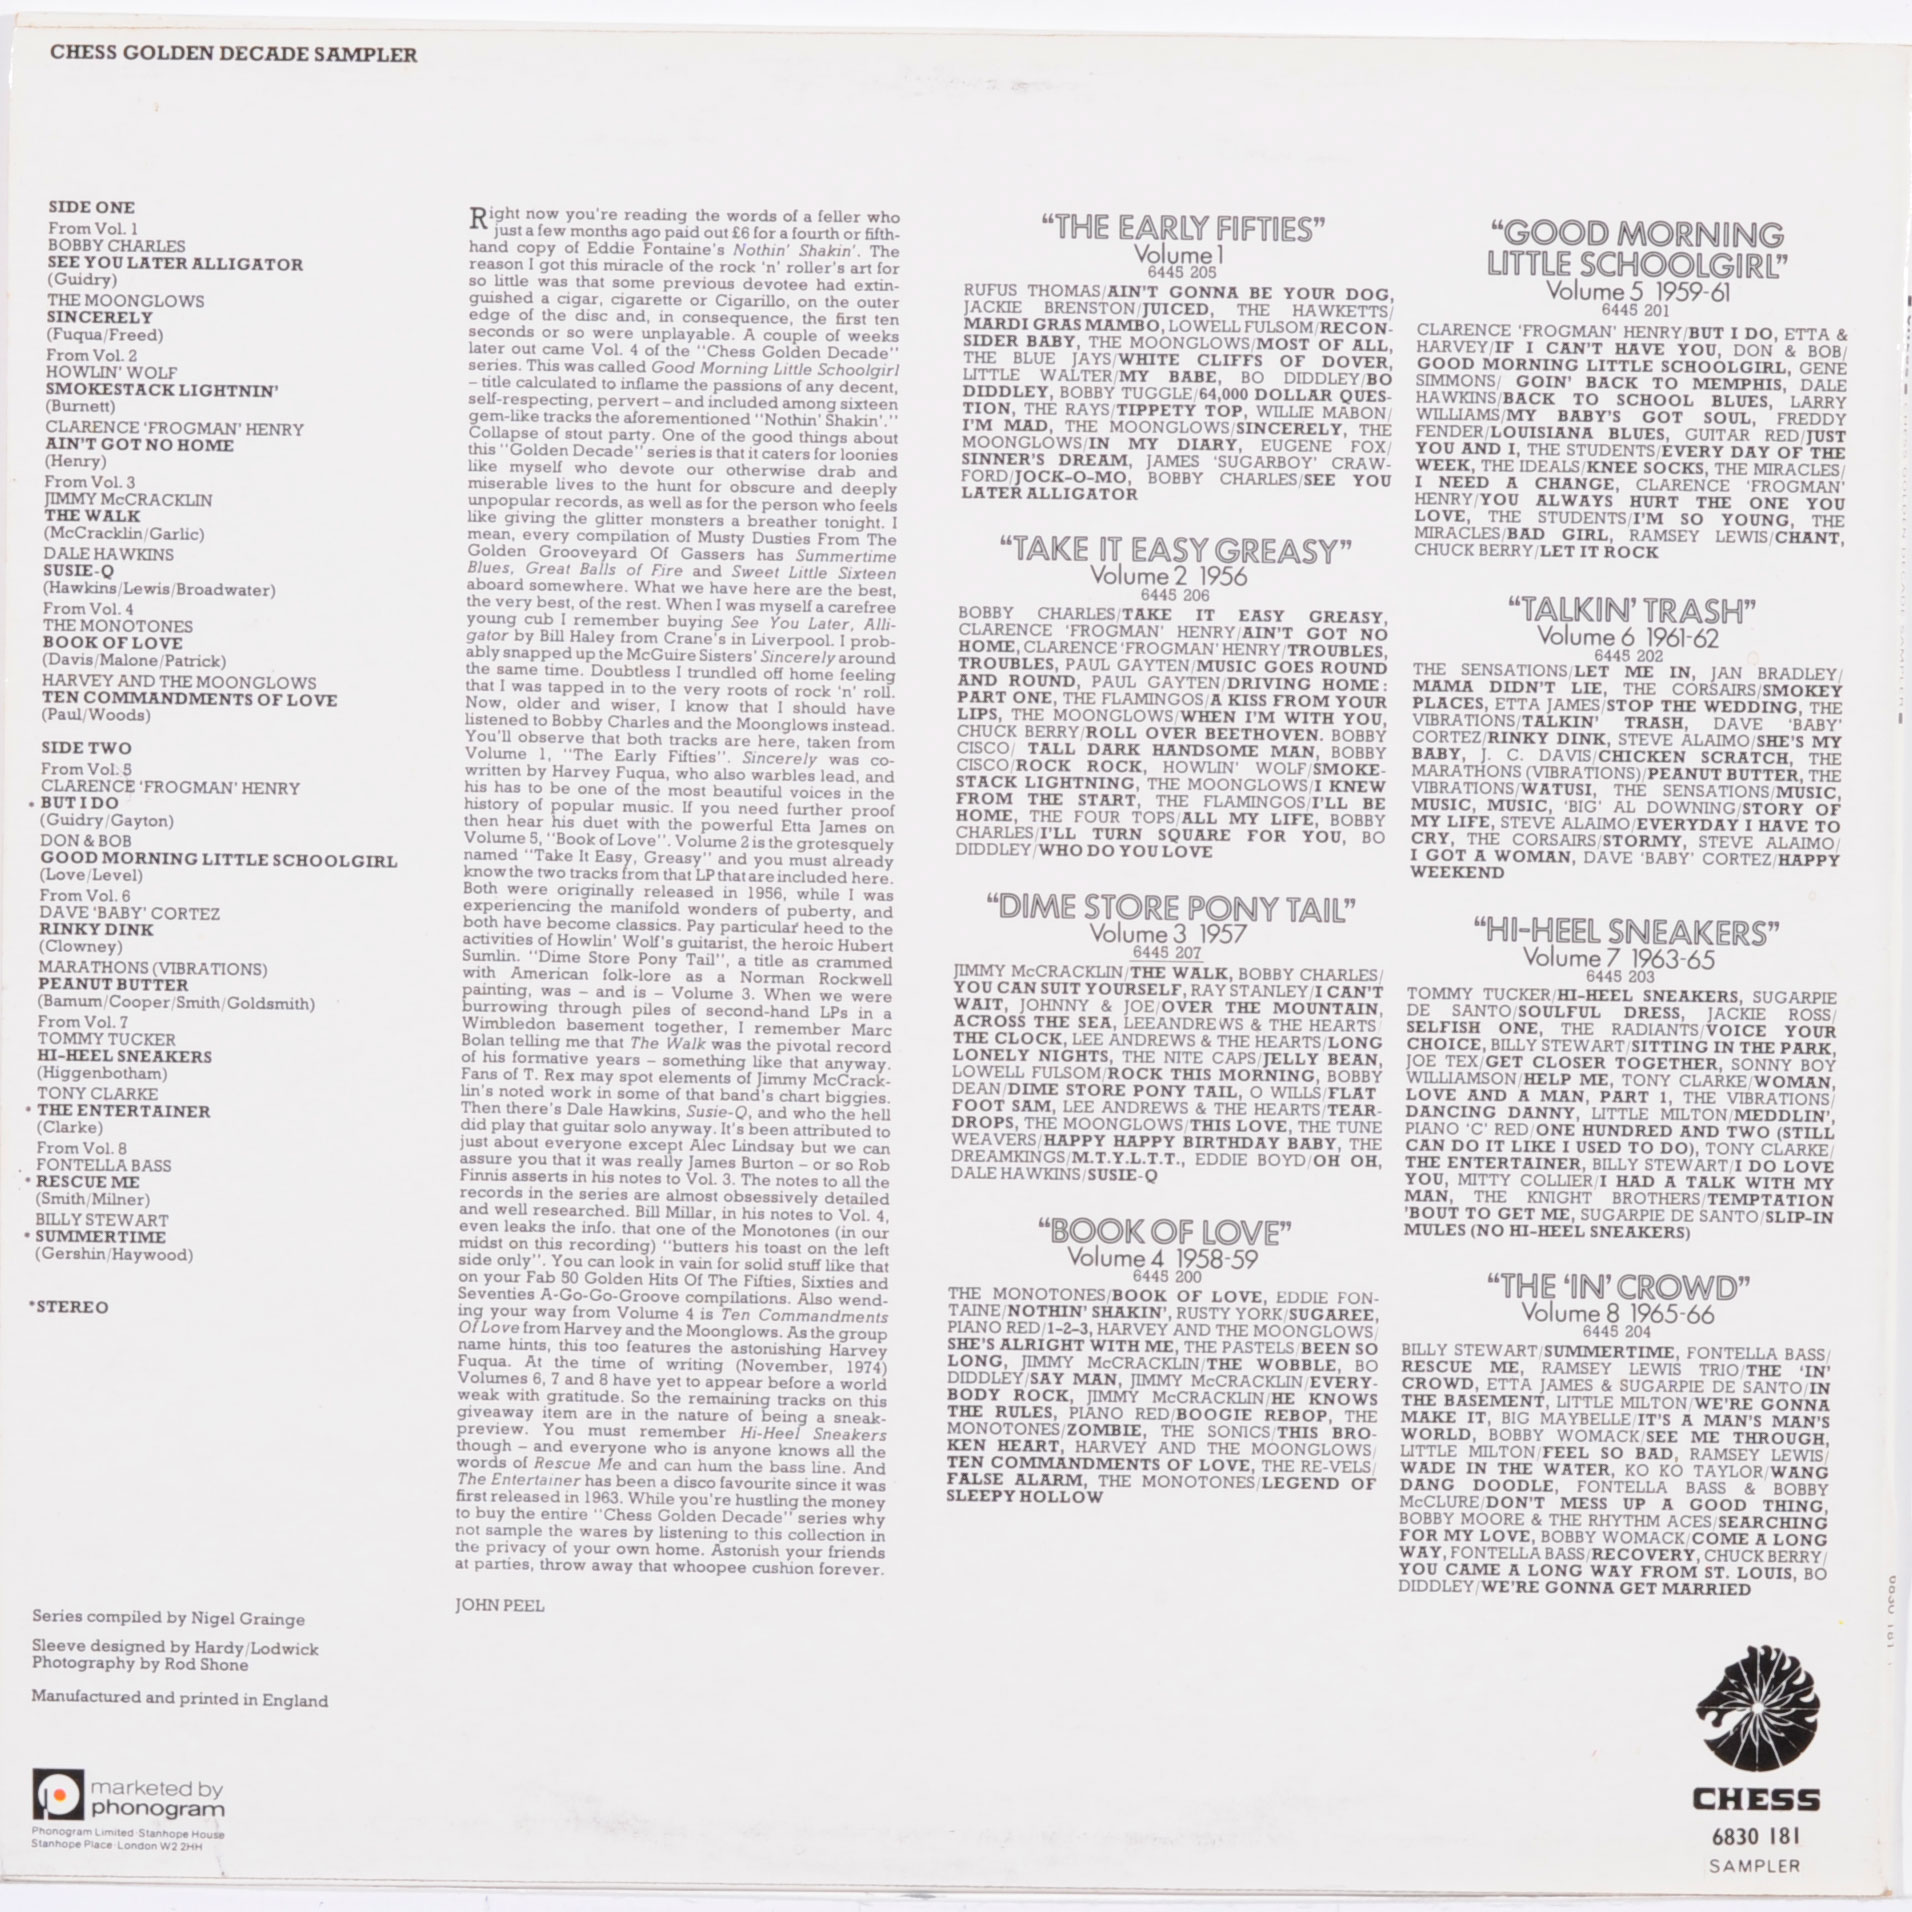 CHESS GOLDEN DECADE SAMPLER
SIDE ONE
From Vol. 1
BOBBY CHARLES
SEE YOU LATER ALLIGATOR
(Guidry)
THE MOONGLOWS
SINCERELY
(Fuqua/Freed)
From Vol. 2
HOWLIN' WOLF
SMOKESTACK LIGHTNIN'
(Burnett)
CLARENCE 'FROGMAN' HENRY
AIN'T GOT NO HOME
(Henry)
From Vol. 3
JIMMY McCRACKLIN
THE WALK
(McCracklin/Garlic)
DALE HAWKINS
SUSIE-Q
(Hawkins/Lewis/Broadwater)
From Vol. 4
THE MONOTONES
BOOK OF LOVE
(Davis/Malone/Patrick)
HARVEY AND THE MOONGLOWS
TEN COMMANDMENTS OF LOVE
(Paul/Woods)
SIDE TWO
From Vol. 5
CLARENCE 'FROGMAN' HENRY
* BUT I DO
(Guidry/Gayton)
DON & BOB
GOOD MORNING LITTLE SCHOOLGIRL
(Love/Level)
From Vol. 6
DAVE 'BABY' CORTEZ
RINKY DINK
(Clowney)
MARATHONS (VIBRATIONS)
PEANUT BUTTER
(Bamum/Cooper/Smith/Goldsmith)
From Vol. 7
TOMMY TUCKER
HI-HEEL SNEAKERS
(Higgenbotham)
TONY CLARKE
* THE ENTERTAINER
(Clarke)
From Vol. 8
FONTELLA BASS
* RESCUE ME
(Smith/Milner)
BILLY STEWART
* SUMMERTIME
(Gershin/Haywood)
*STEREO
Series compiled by Nigel Grainge
Sleeve designed by Hardy/Lodwick
Photography by Rod Shone
Manufactured and printed in England
marketed by
phonogram
Phonogram Limited·Stanhope House
Stanhope Place·London W2 2HH
Right now you're reading the words of a feller who
just a few months ago paid out £6 for a fourth or fifth-
hand copy of Eddie Fontaine's Nothin' Shakin'. The
reason I got this miracle of the rock 'n' roller's art for
so little was that some previous devotee had extin-
guished a cigar, cigarette or Cigarillo, on the outer
edge of the disc and, in consequence, the first ten
seconds or so were unplayable. A couple of weeks
later out came Vol. 4 of the "Chess Golden Decade"
series. This was called Good Morning Little Schoolgirl
– title calculated to inflame the passions of any decent,
self-respecting, pervert – and included among sixteen
gem-like tracks the aforementioned "Nothin' Shakin'."
Collapse of stout party. One of the good things about
this "Golden Decade" series is that it caters for loonies
like myself who devote our otherwise drab and
miserable lives to the hunt for obscure and deeply
unpopular records, as well as for the person who feels
like giving the glitter monsters a breather tonight. I
mean, every compilation of Musty Dusties From The
Golden Grooveyard Of Gassers has Summertime
Blues, Great Balls of Fire and Sweet Little Sixteen
aboard somewhere. What we have here are the best,
the very best, of the rest. When I was myself a carefree
young cub I remember buying See You Later, Alli-
gator by Bill Haley from Crane's in Liverpool. I prob-
ably snapped up the McGuire Sisters' Sincerely around
the same time. Doubtless I trundled off home feeling
that I was tapped in to the very roots of rock 'n' roll.
Now, older and wiser, I know that I should have
listened to Bobby Charles and the Moonglows instead.
You'll observe that both tracks are here, taken from
Volume 1, "The Early Fifties". Sincerely was co-
written by Harvey Fuqua, who also warbles lead, and
his has to be one of the most beautiful voices in the
history of popular music. If you need further proof
then hear his duet with the powerful Etta James on
Volume 5, "Book of Love". Volume 2 is the grotesquely
named "Take It Easy, Greasy" and you must already
know the two tracks from that LP that are included here.
Both were originally released in 1956, while I was
experiencing the manifold wonders of puberty, and
both have become classics. Pay particular heed to the
activities of Howlin' Wolf's guitarist, the heroic Hubert
Sumlin. "Dime Store Pony Tail", a title as crammed
with American folk-lore as a Norman Rockwell
painting, was – and is – Volume 3. When we were
burrowing through piles of second-hand LPs in a
Wimbledon basement together, I remember Marc
Bolan telling me that The Walk was the pivotal record
of his formative years – something like that anyway.
Fans of T. Rex may spot elements of Jimmy McCrack-
lin's noted work in some of that band's chart biggies.
Then there's Dale Hawkins, Susie-Q, and who the hell
did play that guitar solo anyway. It's been attributed to
just about everyone except Alec Lindsay but we can
assure you that it was really James Burton – or so Rob
Finnis asserts in his notes to Vol. 3. The notes to all the
records in the series are almost obsessively detailed
and well researched. Bill Millar, in his notes to Vol. 4,
even leaks the info. that one of the Monotones (in our
midst on this recording) "butters his toast on the left
side only". You can look in vain for solid stuff like that
on your Fab 50 Golden Hits Of The Fifties, Sixties and
Seventies A-Go-Go-Groove compilations. Also wend-
ing your way from Volume 4 is Ten Commandments
Of Love from Harvey and the Moonglows. As the group
name hints, this too features the astonishing Harvey
Fuqua. At the time of writing (November, 1974)
Volumes 6, 7 and 8 have yet to appear before a world
weak with gratitude. So the remaining tracks on this
giveaway item are in the nature of being a sneak-
preview. You must remember Hi-Heel Sneakers
though – and everyone who is anyone knows all the
words of Rescue Me and can hum the bass line. And
The Entertainer has been a disco favourite since it was
first released in 1963. While you're hustling the money
to buy the entire "Chess Golden Decade" series why
not sample the wares by listening to this collection in
the privacy of your own home. Astonish your friends
at parties, throw away that whoopee cushion forever.
JOHN PEEL
"THE EARLY FIFTIES"
Volume 1
6445 205
RUFUS THOMAS/AIN'T GONNA BE YOUR DOG,
JACKIE BRENSTON/JUICED, THE HAWKETTS/
MARDI GRAS MAMBO, LOWELL FULSOM/RECON-
SIDER BABY, THE MOONGLOWS/MOST OF ALL,
THE BLUE JAYS/WHITE CLIFFS OF DOVER,
LITTLE WALTER/MY BABE, BO DIDDLEY/BO
DIDDLEY, BOBBY TUGGLE/64,000 DOLLAR QUES-
TION, THE RAYS/TIPPETY TOP, WILLIE MABON/
I'M MAD, THE MOONGLOWS/SINCERELY, THE
MOONGLOWS/IN MY DIARY, EUGENE FOX/
SINNER'S DREAM, JAMES 'SUGARBOY' CRAW-
FORD/JOCK-O-MO, BOBBY CHARLES/SEE YOU
LATER ALLIGATOR
"TAKE IT EASY GREASY"
Volume 2 1956
6445 206
BOBBY CHARLES/TAKE IT EASY GREASY,
CLARENCE 'FROGMAN' HENRY/AIN'T GOT NO
HOME, CLARENCE 'FROGMAN' HENRY/TROUBLES,
TROUBLES, PAUL GAYTEN/MUSIC GOES ROUND
AND ROUND, PAUL GAYTEN/DRIVING HOME:
PART ONE, THE FLAMINGOS/A KISS FROM YOUR
LIPS, THE MOONGLOWS/WHEN I'M WITH YOU,
CHUCK BERRY/ROLL OVER BEETHOVEN. BOBBY
CISCO/ TALL DARK HANDSOME MAN, BOBBY
CISCO/ROCK ROCK, HOWLIN' WOLF/SMOKE-
STACK LIGHTNING, THE MOONGLOWS/I KNEW
FROM THE START, THE FLAMINGOS/I'LL BE
HOME, THE FOUR TOPS/ALL MY LIFE, BOBBY
CHARLES/I'LL TURN SQUARE FOR YOU, BO
DIDDLEY/WHO DO YOU LOVE
"DIME STORE PONY TAIL"
Volume 3 1957
6445 207
JIMMY McCRACKLIN/THE WALK, BOBBY CHARLES/
YOU CAN SUIT YOURSELF, RAY STANLEY/I CAN'T
WAIT, JOHNNY & JOE/OVER THE MOUNTAIN,
ACROSS THE SEA, LEEANDREWS & THE HEARTS/
THE CLOCK, LEE ANDREWS & THE HEARTS/LONG
LONELY NIGHTS, THE NITE CAPS/JELLY BEAN,
LOWELL FULSOM/ROCK THIS MORNING, BOBBY
DEAN/DIME STORE PONY TAIL, O WILLS/FLAT
FOOT SAM, LEE ANDREWS & THE HEARTS/TEAR-
DROPS, THE MOONGLOWS/THIS LOVE, THE TUNE
WEAVERS/HAPPY HAPPY BIRTHDAY BABY, THE
DREAMKINGS/M.T.Y.L.T.T., EDDIE BOYD/OH OH,
DALE HAWKINS/SUSIE-Q
"BOOK OF LOVE"
Volume 4 1958-59
6445 200
THE MONOTONES/BOOK OF LOVE, EDDIE FON-
TAINE/NOTHIN' SHAKIN', RUSTY YORK/SUGAREE,
PIANO RED/1-2-3, HARVEY AND THE MOONGLOWS/
SHE'S ALRIGHT WITH ME, THE PASTELS/BEEN SO
LONG, JIMMY McCRACKLIN/THE WOBBLE, BO
DIDDLEY/SAY MAN, JIMMY McCRACKLIN/EVERY-
BODY ROCK, JIMMY McCRACKLIN/HE KNOWS
THE RULES, PIANO RED/BOOGIE REBOP, THE
MONOTONES/ZOMBIE, THE SONICS/THIS BRO-
KEN HEART, HARVEY AND THE MOONGLOWS/
TEN COMMANDMENTS OF LOVE, THE RE-VELS/
FALSE ALARM, THE MONOTONES/LEGEND OF
SLEEPY HOLLOW
"GOOD MORNING
LITTLE SCHOOLGIRL"
Volume 5 1959-61
6445 201
CLARENCE 'FROGMAN' HENRY/BUT I DO, ETTA &
HARVEY/IF I CAN'T HAVE YOU, DON & BOB/
GOOD MORNING LITTLE SCHOOLGIRL, GENE
SIMMONS/ GOIN' BACK TO MEMPHIS, DALE
HAWKINS/BACK TO SCHOOL BLUES, LARRY
WILLIAMS/MY BABY'S GOT SOUL, FREDDY
FENDER/LOUISIANA BLUES, GUITAR RED/JUST
YOU AND I, THE STUDENTS/EVERY DAY OF THE
WEEK, THE IDEALS/KNEE SOCKS, THE MIRACLES/
I NEED A CHANGE, CLARENCE 'FROGMAN'
HENRY/YOU ALWAYS HURT THE ONE YOU
LOVE, THE STUDENTS/I'M SO YOUNG, THE
MIRACLES/BAD GIRL, RAMSEY LEWIS/CHANT,
CHUCK BERRY/LET IT ROCK
"TALKIN' TRASH"
Volume 6 1961-62
6445 202
THE SENSATIONS/LET ME IN, JAN BRADLEY/
MAMA DIDN'T LIE, THE CORSAIRS/SMOKEY
PLACES, ETTA JAMES/STOP THE WEDDING, THE
VIBRATIONS/TALKIN' TRASH, DAVE 'BABY'
CORTEZ/RINKY DINK, STEVE ALAIMO/SHE'S MY
BABY, J. C. DAVIS/CHICKEN SCRATCH, THE
MARATHONS (VIBRATIONS)/PEANUT BUTTER, THE
VIBRATIONS/WATUSI, THE SENSATIONS/MUSIC,
MUSIC, MUSIC, 'BIG' AL DOWNING/STORY OF
MY LIFE, STEVE ALAIMO/EVERYDAY I HAVE TO
CRY, THE CORSAIRS/STORMY, STEVE ALAIMO/
I GOT A WOMAN, DAVE 'BABY' CORTEZ/HAPPY
WEEKEND
"HI-HEEL SNEAKERS"
Volume 7 1963-65
6445 203
TOMMY TUCKER/HI-HEEL SNEAKERS, SUGARPIE
DE SANTO/SOULFUL DRESS, JACKIE ROSS/
SELFISH ONE, THE RADIANTS/VOICE YOUR
CHOICE, BILLY STEWART/SITTING IN THE PARK,
JOE TEX/GET CLOSER TOGETHER, SONNY BOY
WILLIAMSON/HELP ME, TONY CLARKE/WOMAN,
LOVE AND A MAN, PART 1, THE VIBRATIONS/
DANCING DANNY, LITTLE MILTON/MEDDLIN',
PIANO 'C' RED/ONE HUNDRED AND TWO (STILL
CAN DO IT LIKE I USED TO DO), TONY CLARKE/
THE ENTERTAINER, BILLY STEWART/I DO LOVE
YOU, MITTY COLLIER/I HAD A TALK WITH MY
MAN, THE KNIGHT BROTHERS/TEMPTATION
'BOUT TO GET ME, SUGARPIE DE SANTO/SLIP-IN
MULES (NO HI-HEEL SNEAKERS)
"THE 'IN' CROWD"
Volume 8 1965-66
6445 204
BILLY STEWART/SUMMERTIME, FONTELLA BASS/
RESCUE ME, RAMSEY LEWIS TRIO/THE 'IN'
CROWD, ETTA JAMES & SUGARPIE DE SANTO/IN
THE BASEMENT, LITTLE MILTON/WE'RE GONNA
MAKE IT, BIG MAYBELLE/IT'S A MAN'S MAN'S
WORLD, BOBBY WOMACK/SEE ME THROUGH,
LITTLE MILTON/FEEL SO BAD, RAMSEY LEWIS/
WADE IN THE WATER, KO KO TAYLOR/WANG
DANG DOODLE, FONTELLA BASS & BOBBY
McCLURE/DON'T MESS UP A GOOD THING,
BOBBY MOORE & THE RHYTHM ACES/SEARCHING
FOR MY LOVE, BOBBY WOMACK/COME A LONG
WAY, FONTELLA BASS/RECOVERY, CHUCK BERRY/
YOU CAME A LONG WAY FROM ST. LOUIS, BO
DIDDLEY/WE'RE GONNA GET MARRIED
CHESS
6830 181
SAMPLER